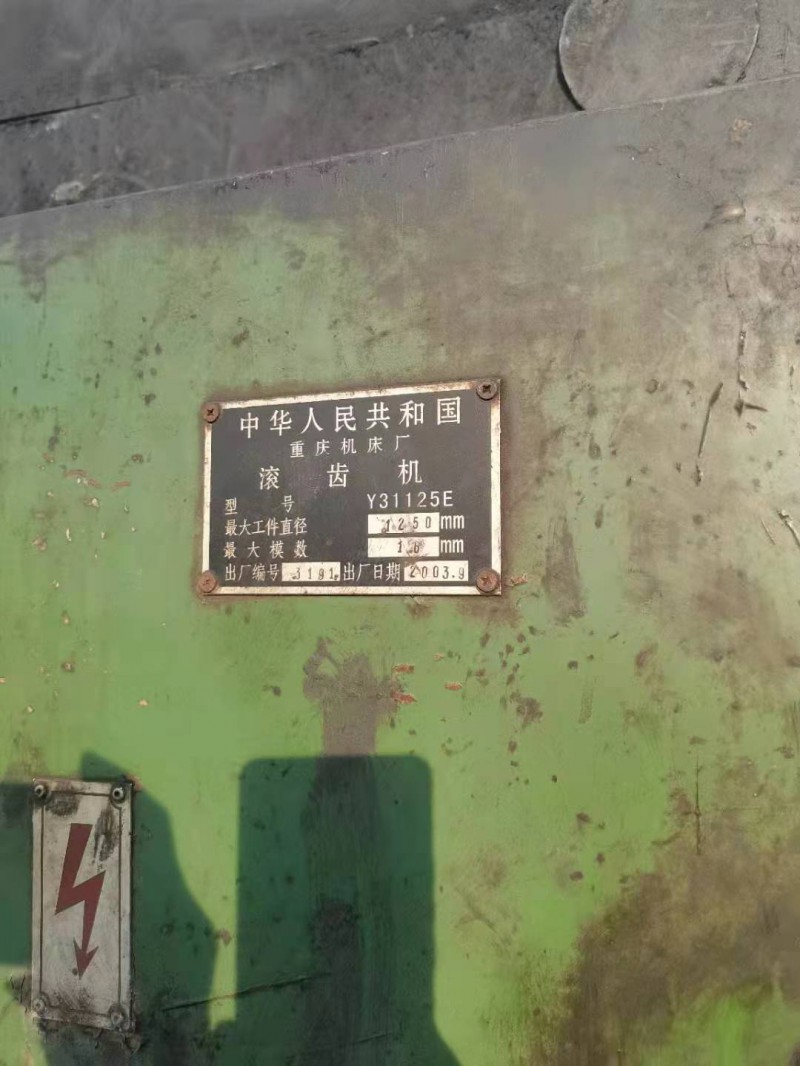 中华人民共和国
重庆机床厂
滚齿机
型号 Y31125E
最大工件直径 1250mm
最大模数 mm
出厂编号 3191 出厂日期 2003.9